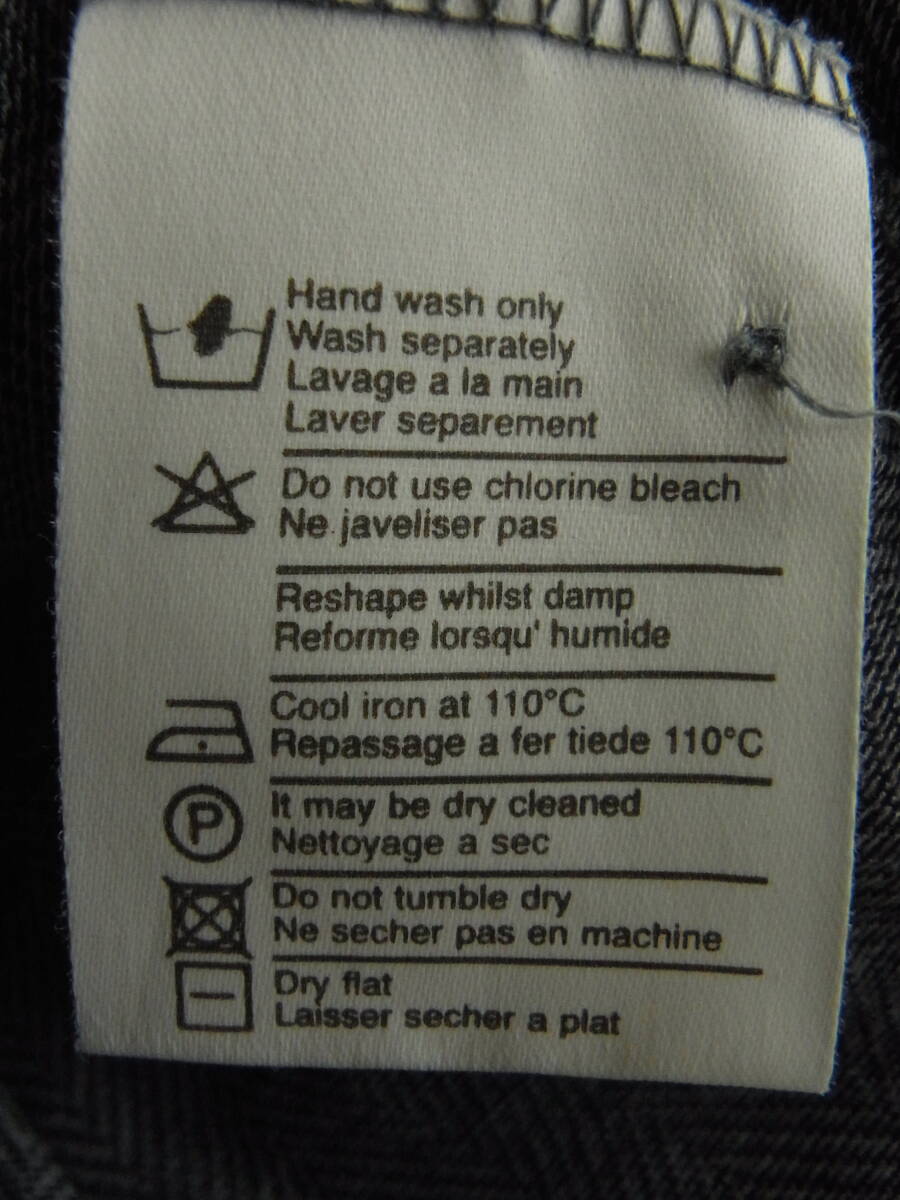 Hand wash only
Wash separately
Lavage a la main
Laver separement
Do not use chlorine bleach
Ne javeliser pas
Reshape whilst damp
Reforme lorsqu' humide
Cool iron at 110°C
Repassage a fer tiede 110°C
P
It may be dry cleaned
Nettoyage a sec
Do not tumble dry
Ne secher pas en machine
Dry flat
Laisser secher a plat